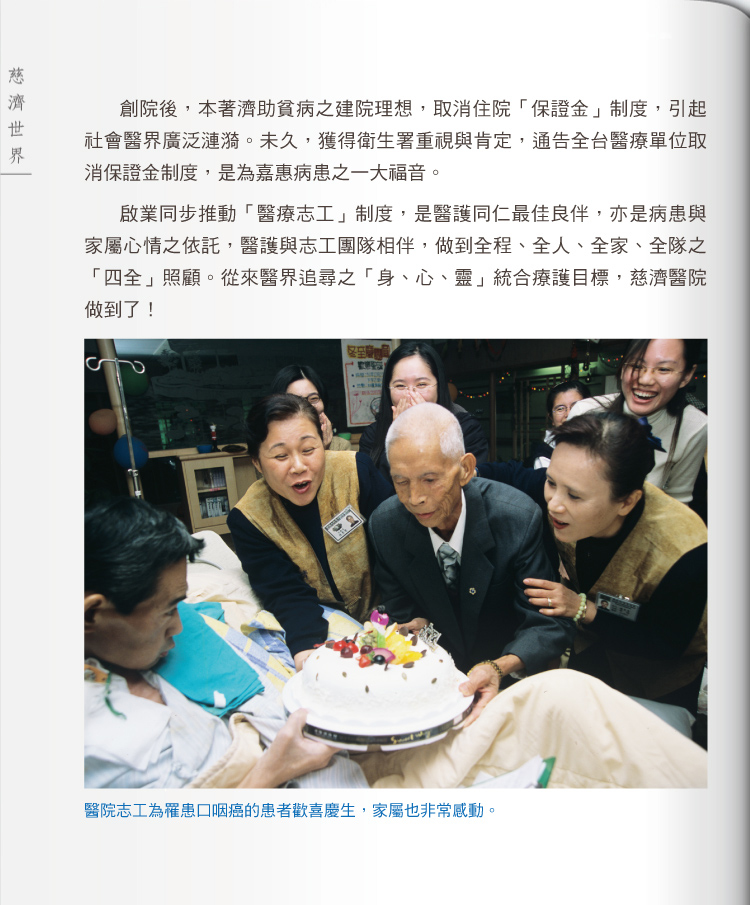 慈濟世界
創院後，本著濟助貧病之建院理想，取消住院「保證金」制度，引起
社會醫界廣泛漣漪。未久，獲得衛生署重視與肯定，通告全台醫療單位取
消保證金制度，是為嘉惠病患之一大福音。
啟業同步推動「醫療志工」制度，是醫護同仁最佳良伴，亦是病患與
家屬心情之依託，醫護與志工團隊相伴，做到全程、全人、全家、全隊之
「四全」照顧。從來醫界追尋之「身、心、靈」統合療護目標，慈濟醫院
做到了！
醫院志工為罹患口咽癌的患者歡喜慶生，家屬也非常感動。